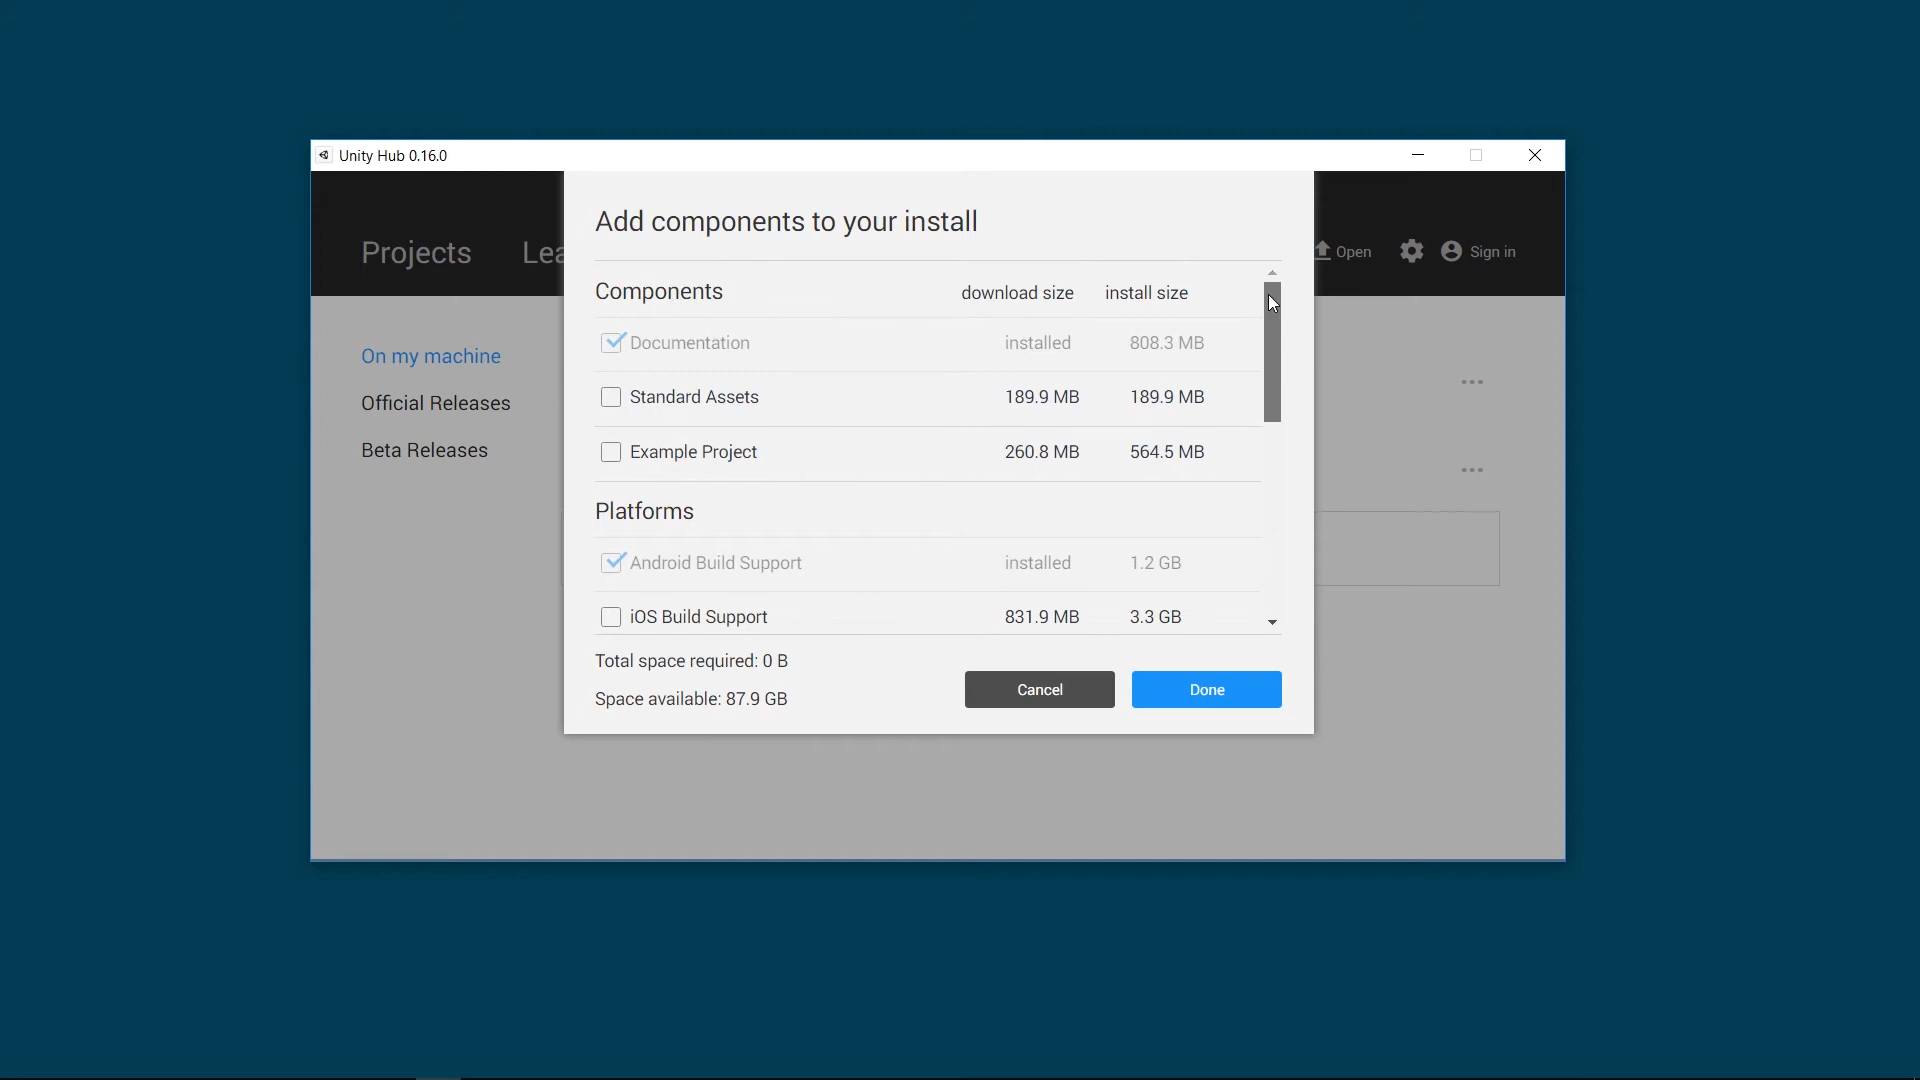 Unity Hub 0.16.0
Add components to your install
Projects Lea
Open Sign in
Components download size install size
Documentation installed 808.3 MB
On my machine
Standard Assets 189.9 MB 189.9 MB
Official Releases
Example Project 260.8 MB 564.5 MB
Beta Releases
Platforms
Android Build Support installed 1.2 GB
iOS Build Support 831.9 MB 3.3 GB
Total space required: 0 B
Space available: 87.9 GB
Cancel Done